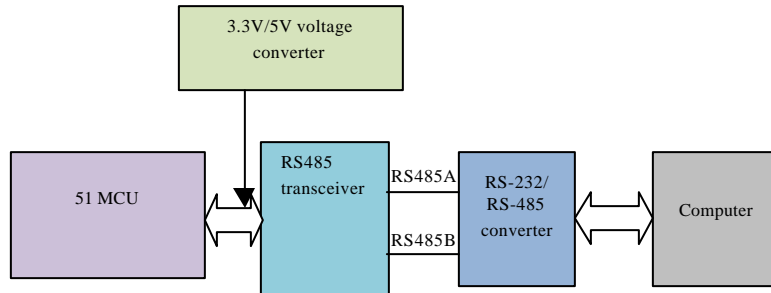 3.3V/5V voltage
converter
51 MCU
RS485
transceiver
RS485A
RS485B
RS-232/
RS-485
converter
Computer